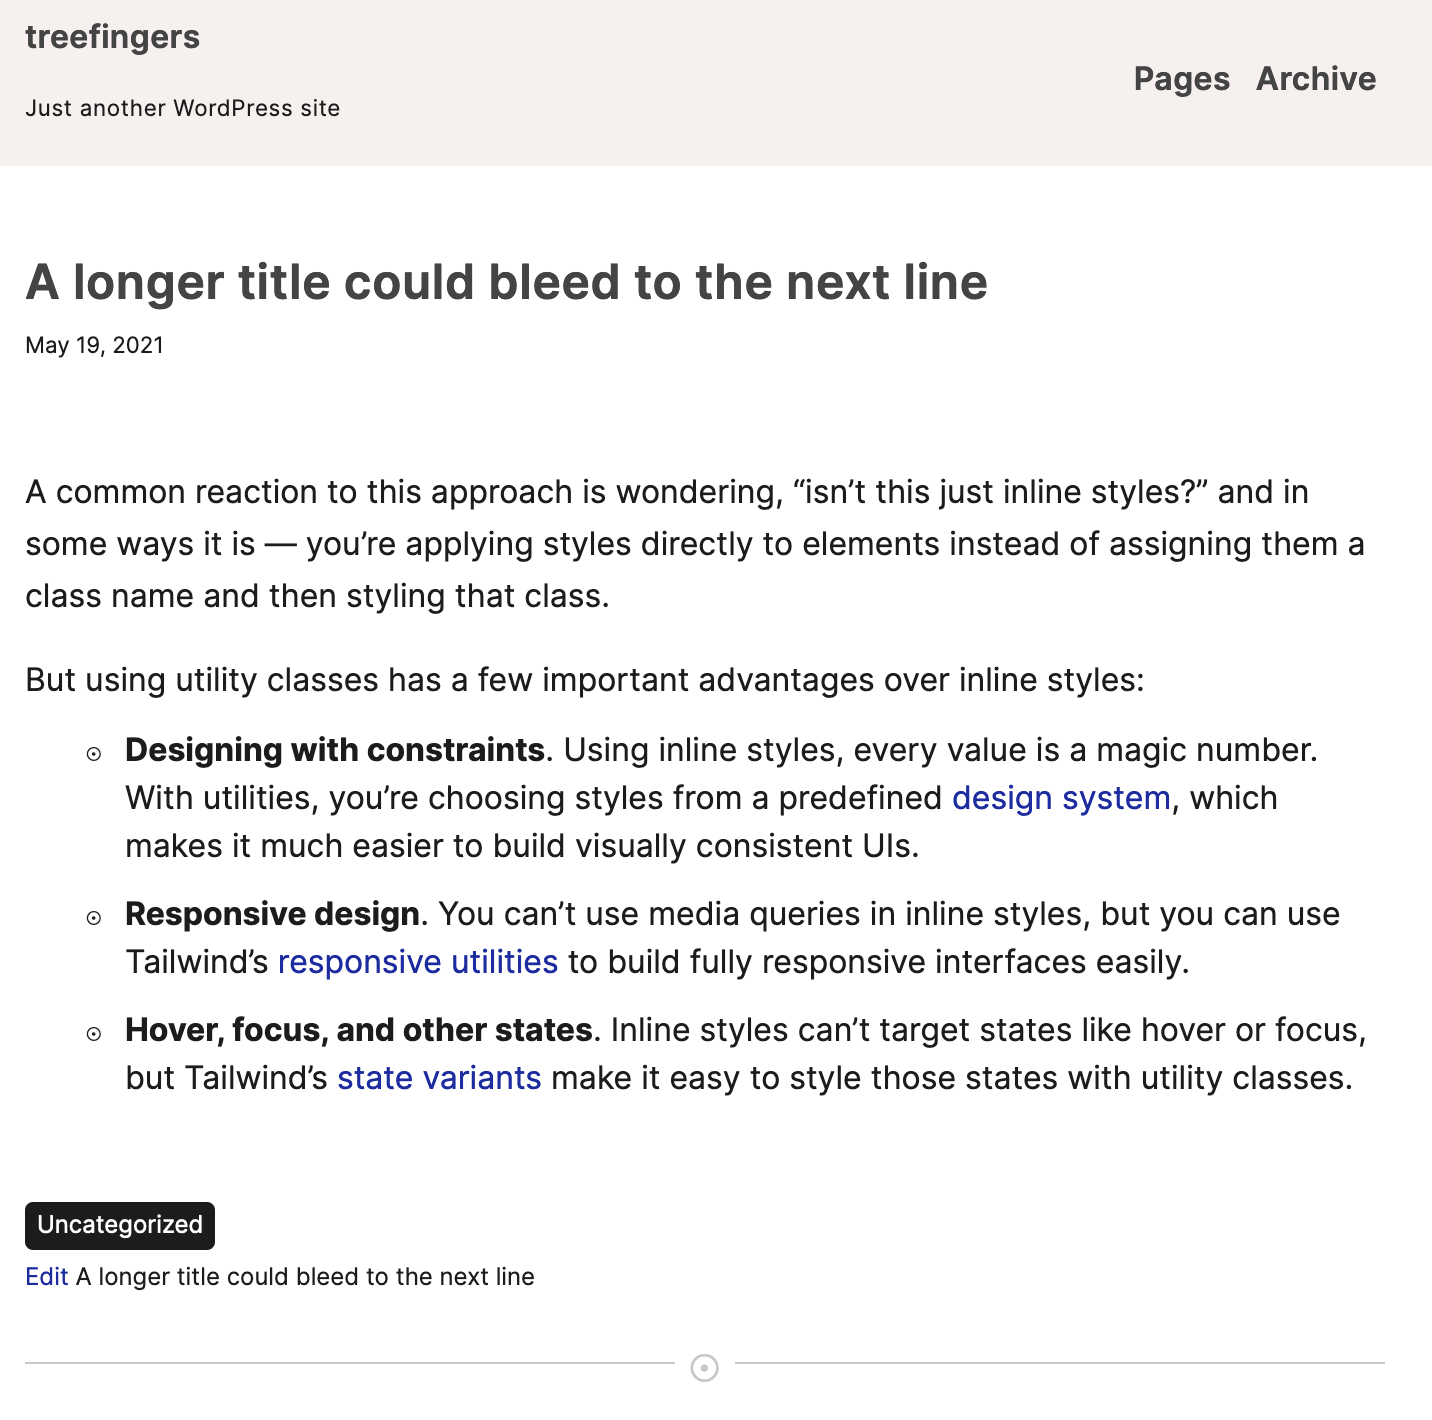 treefingers
Just another WordPress site
Pages Archive
A longer title could bleed to the next line
May 19, 2021
A common reaction to this approach is wondering, “isn’t this just inline styles?” and in
some ways it is — you’re applying styles directly to elements instead of assigning them a
class name and then styling that class.
But using utility classes has a few important advantages over inline styles:
Designing with constraints. Using inline styles, every value is a magic number.
With utilities, you’re choosing styles from a predefined design system, which
makes it much easier to build visually consistent UIs.
Responsive design. You can’t use media queries in inline styles, but you can use
Tailwind’s responsive utilities to build fully responsive interfaces easily.
Hover, focus, and other states. Inline styles can’t target states like hover or focus,
but Tailwind’s state variants make it easy to style those states with utility classes.
Uncategorized
Edit A longer title could bleed to the next line